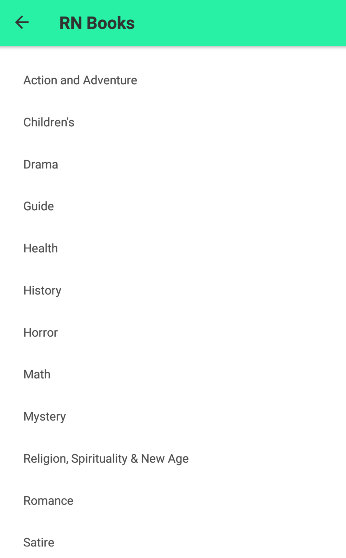 RN Books
Action and Adventure
Children's
Drama
Guide
Health
History
Horror
Math
Mystery
Religion, Spirituality & New Age
Romance
Satire